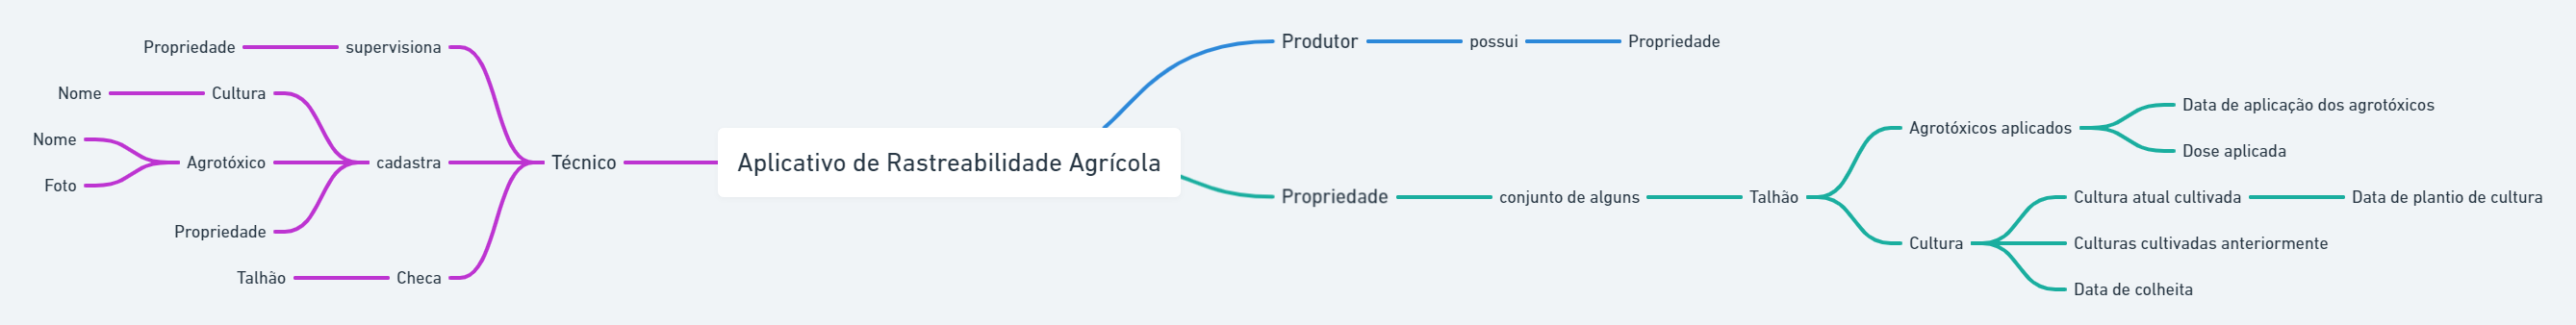 Propriedade
supervisiona
Nome
Cultura
Nome
Foto
Agrotóxico
cadastra
Técnico
Propriedade
Talhão
Checa
Aplicativo de Rastreabilidade Agrícola
Produtor
possui
Propriedade
Propriedade
conjunto de alguns
Talhão
Agrotóxicos aplicados
Data de aplicação dos agrotóxicos
Dose aplicada
Cultura
Cultura atual cultivada
Data de plantio de cultura
Culturas cultivadas anteriormente
Data de colheita